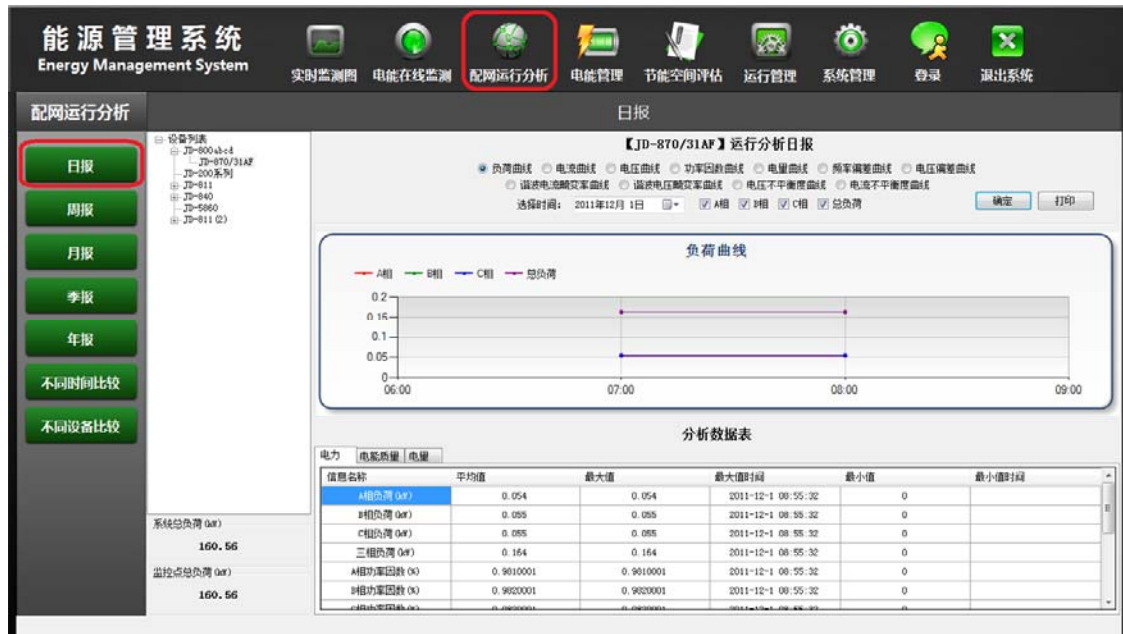 能源管理系统
Energy Management System
实时监测图 电能在线监测 配网运行分析 电能管理 节能空间评估 运行管理 系统管理 登录 退出系统
配网运行分析
日报
日报
周报
月报
季报
年报
不同时间比较
不同设备比较
设备列表
JD-800abcd
JD-870/31AF
JD-200系列
JD-811
JD-840
JD-5860
JD-811(2)
系统总负荷(kW)
160.56
监控点总负荷(kW)
160.56
【JD-870/31AF】运行分析日报
负荷曲线 电流曲线 电压曲线 功率因数曲线 电量曲线 频率偏差曲线 电压偏差曲线
谐波电流畸变率曲线 谐波电压畸变率曲线 电压不平衡度曲线 电流不平衡度曲线
选择时间: 2011年12月 1日 A相 B相 C相 总负荷 确定 打印
负荷曲线
A相 B相 C相 总负荷
0.2
0.15
0.1
0.05
0
06:00 07:00 08:00 09:00
分析数据表
电力 电能质量 电量
信息名称 平均值 最大值 最大值时间 最小值 最小值时间
A相负荷(kW) 0.054 0.054 2011-12-1 08:55:32 0
B相负荷(kW) 0.055 0.055 2011-12-1 08:55:32 0
C相负荷(kW) 0.055 0.055 2011-12-1 08:55:32 0
三相负荷(kW) 0.164 0.164 2011-12-1 08:55:32 0
A相功率因数(%) 0.9810001 0.9810001 2011-12-1 08:55:32 0
B相功率因数(%) 0.9820001 0.9820001 2011-12-1 08:55:32 0